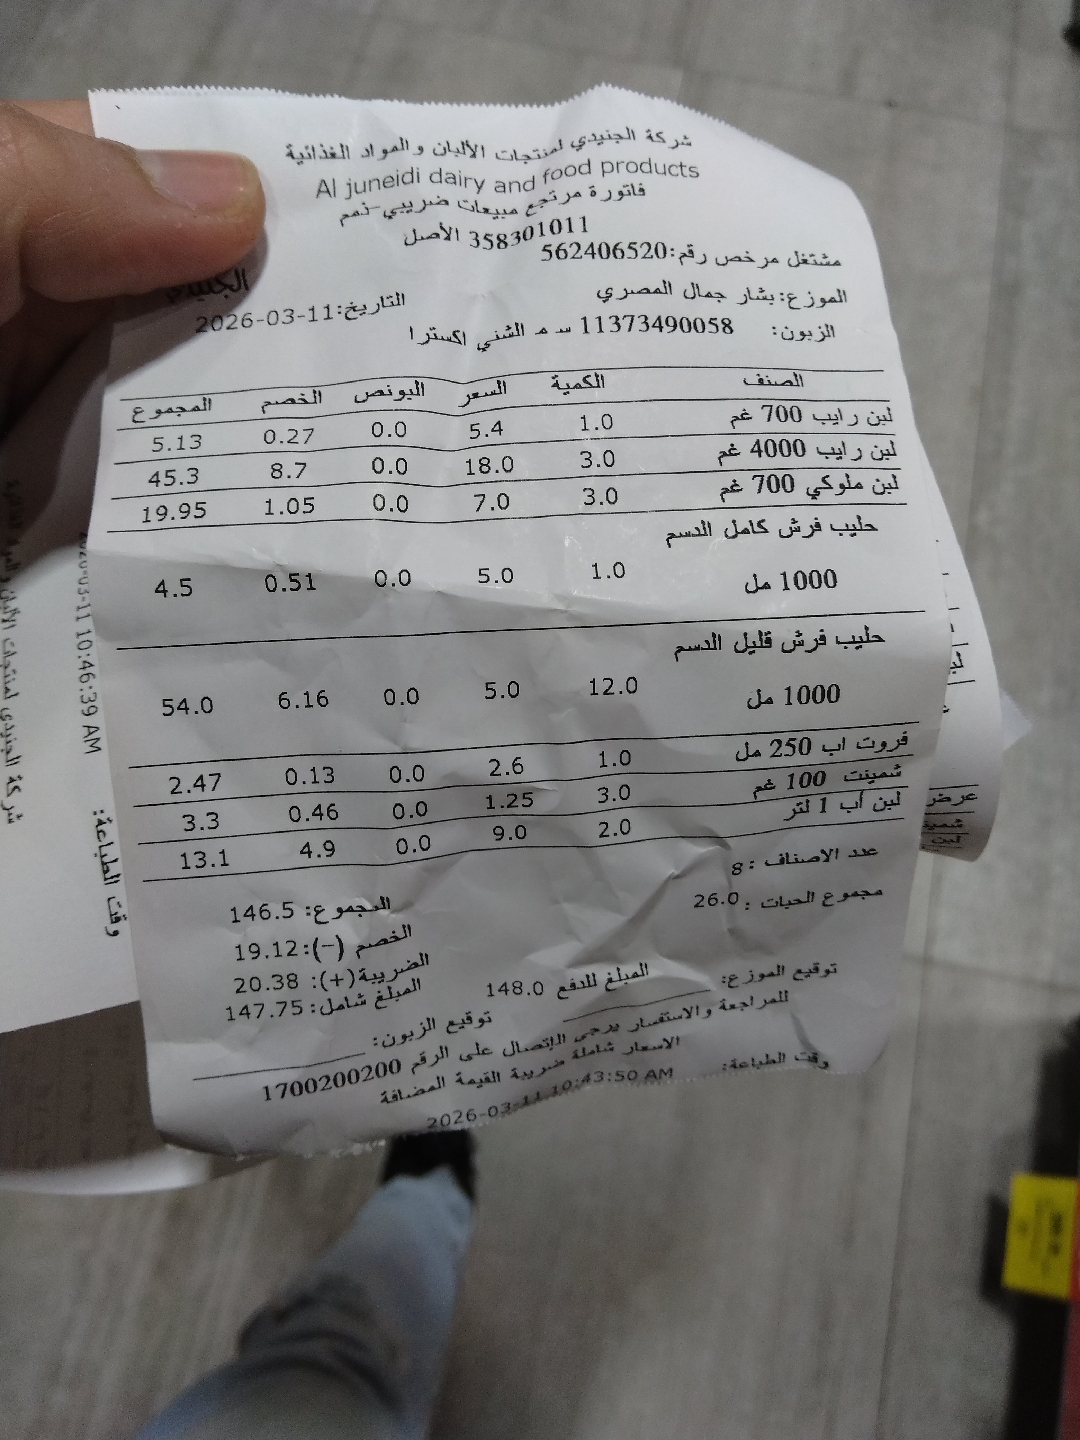 شركة الجنيدي لمنتجات الألبان و المواد الغذائية
Al juneidi dairy and food products
فاتورة مرتجع مبيعات ضريبي-ذمم
358301011 الأصل
مشتغل مرخص رقم:562406520
الجنيدي
الموزع: بشار جمال المصري
التاريخ:2026-03-11
الزبون: 11373490058 س م الشني اكسترا
الصنف الكمية السعر البونص الخصم المجموع
لبن رايب 700 غم 1.0 5.4 0.0 0.27 5.13
لبن رايب 4000 غم 3.0 18.0 0.0 8.7 45.3
لبن ملوكي 700 غم 3.0 7.0 0.0 1.05 19.95
حليب فرش كامل الدسم
1000 مل 1.0 5.0 0.0 0.51 4.5
حليب فرش قليل الدسم
1000 مل 12.0 5.0 0.0 6.16 54.0
فروت اب 250 مل 1.0 2.6 0.0 0.13 2.47
شمينت 100 غم 3.0 1.25 0.0 0.46 3.3
لبن أب 1 لتر 2.0 9.0 0.0 4.9 13.1
عدد الاصناف : 8
مجموع الحبات : 26.0
المجموع: 146.5
الخصم (-):19.12
الضريبة(+): 20.38
المبلغ شامل: 147.75
المبلغ للدفع 148.0
توقيع الموزع:
توقيع الزبون:
للمراجعة والاستفسار يرجى الإتصال على الرقم 1700200200
الاسعار شاملة ضريبة القيمة المضافة
وقت الطباعة: 2026-03-11 10:43:50 AM
وقت الطباعة: 2026-03-11 10:46:39 AM
شركة الجنيدي لمنتجات الألبان و المواد الغذائية
عرض